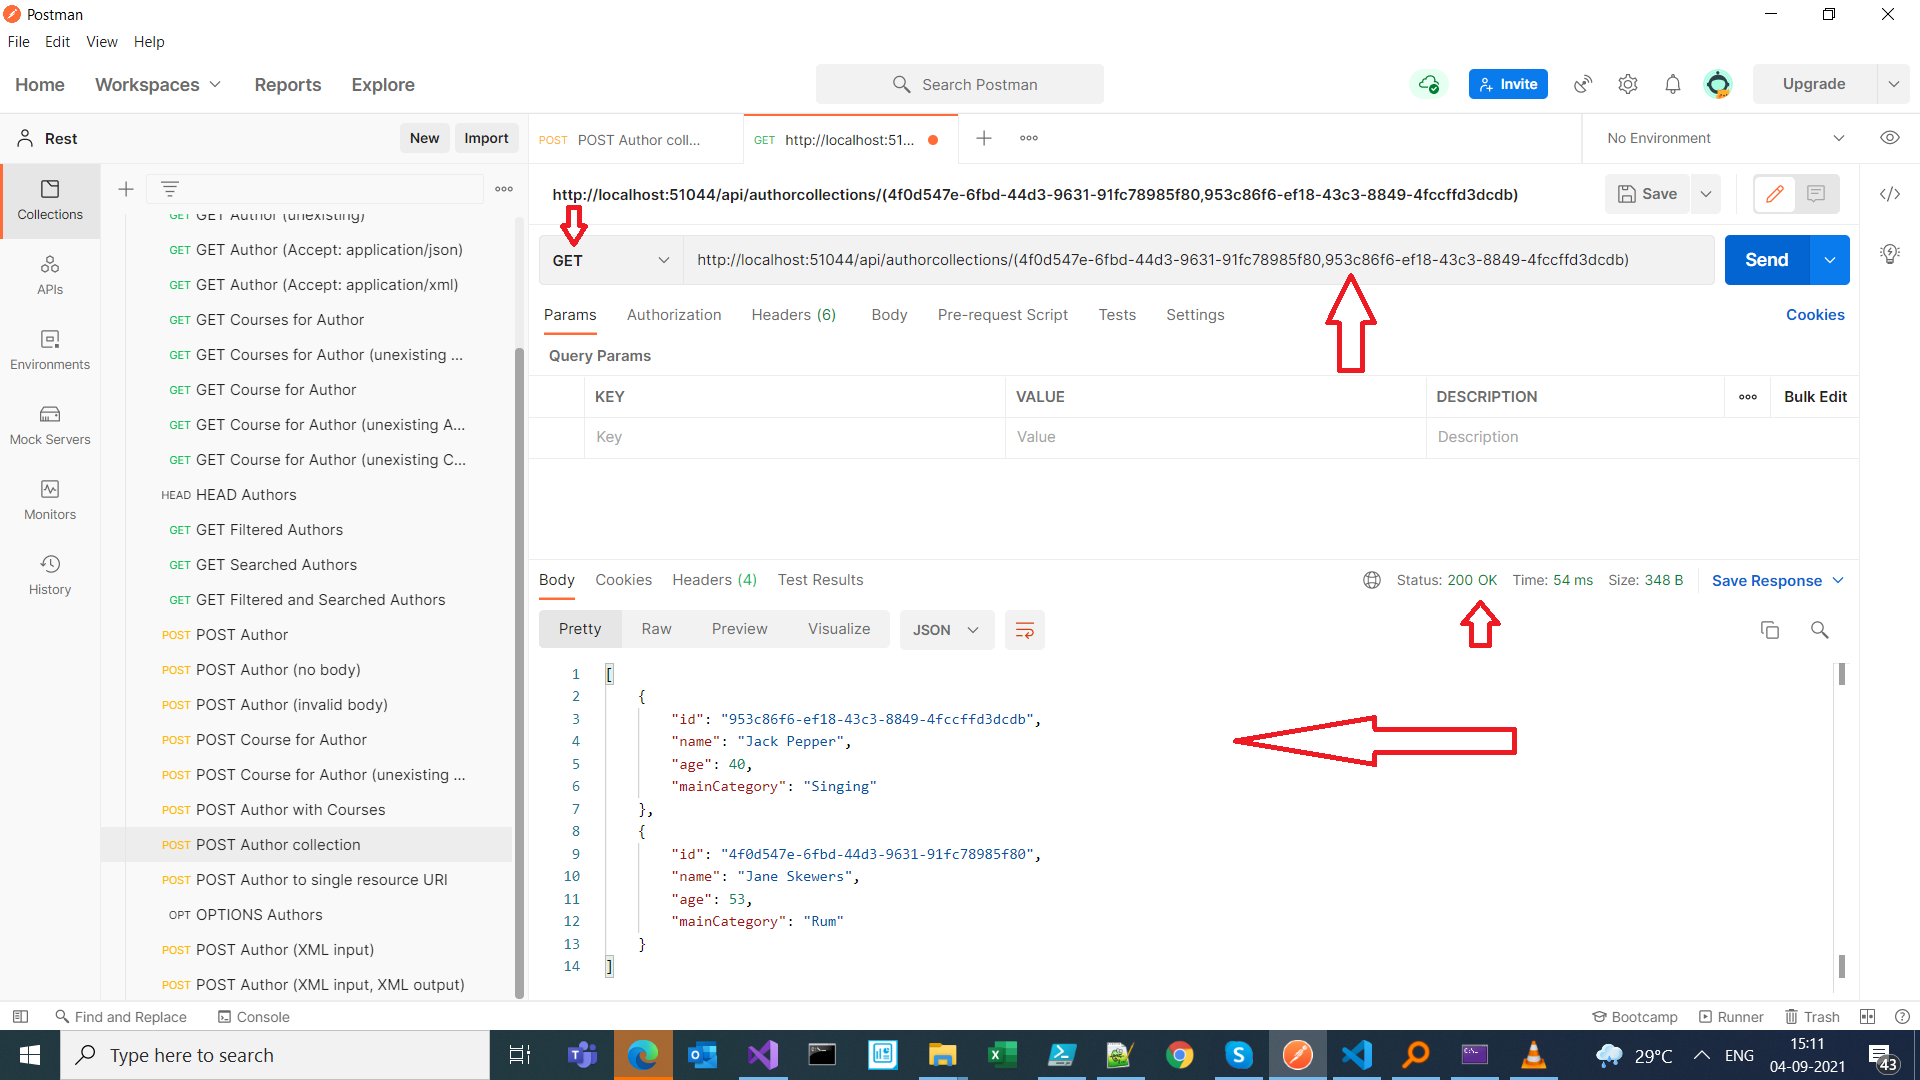 Postman
File Edit View Help
Home Workspaces Reports Explore
Search Postman
Invite
Upgrade
Rest
New Import
POST POST Author coll...
GET http://localhost:51...
No Environment
Collections
APIs
Environments
Mock Servers
Monitors
History
GET Author (unexisting)
GET GET Author (Accept: application/json)
GET GET Author (Accept: application/xml)
GET GET Courses for Author
GET GET Courses for Author (unexisting ...
GET GET Course for Author
GET GET Course for Author (unexisting A...
GET GET Course for Author (unexisting C...
HEAD HEAD Authors
GET GET Filtered Authors
GET GET Searched Authors
GET GET Filtered and Searched Authors
POST POST Author
POST POST Author (no body)
POST POST Author (invalid body)
POST POST Course for Author
POST POST Course for Author (unexisting ...
POST POST Author with Courses
POST POST Author collection
POST POST Author to single resource URI
OPT OPTIONS Authors
POST POST Author (XML input)
POST POST Author (XML input, XML output)
http://localhost:51044/api/authorcollections/(4f0d547e-6fbd-44d3-9631-91fc78985f80,953c86f6-ef18-43c3-8849-4fccffd3dcdb)
Save
GET http://localhost:51044/api/authorcollections/(4f0d547e-6fbd-44d3-9631-91fc78985f80,953c86f6-ef18-43c3-8849-4fccffd3dcdb)
Send
Params Authorization Headers (6) Body Pre-request Script Tests Settings
Cookies
Query Params
KEY VALUE DESCRIPTION Bulk Edit
Key Value Description
Body Cookies Headers (4) Test Results
Status: 200 OK Time: 54 ms Size: 348 B Save Response
Pretty Raw Preview Visualize JSON
1 [
2 {
3 "id": "953c86f6-ef18-43c3-8849-4fccffd3dcdb",
4 "name": "Jack Pepper",
5 "age": 40,
6 "mainCategory": "Singing"
7 },
8 {
9 "id": "4f0d547e-6fbd-44d3-9631-91fc78985f80",
10 "name": "Jane Skewers",
11 "age": 53,
12 "mainCategory": "Rum"
13 }
14 ]
Find and Replace Console
Bootcamp Runner Trash
Type here to search
29°C ENG
15:11
04-09-2021
43